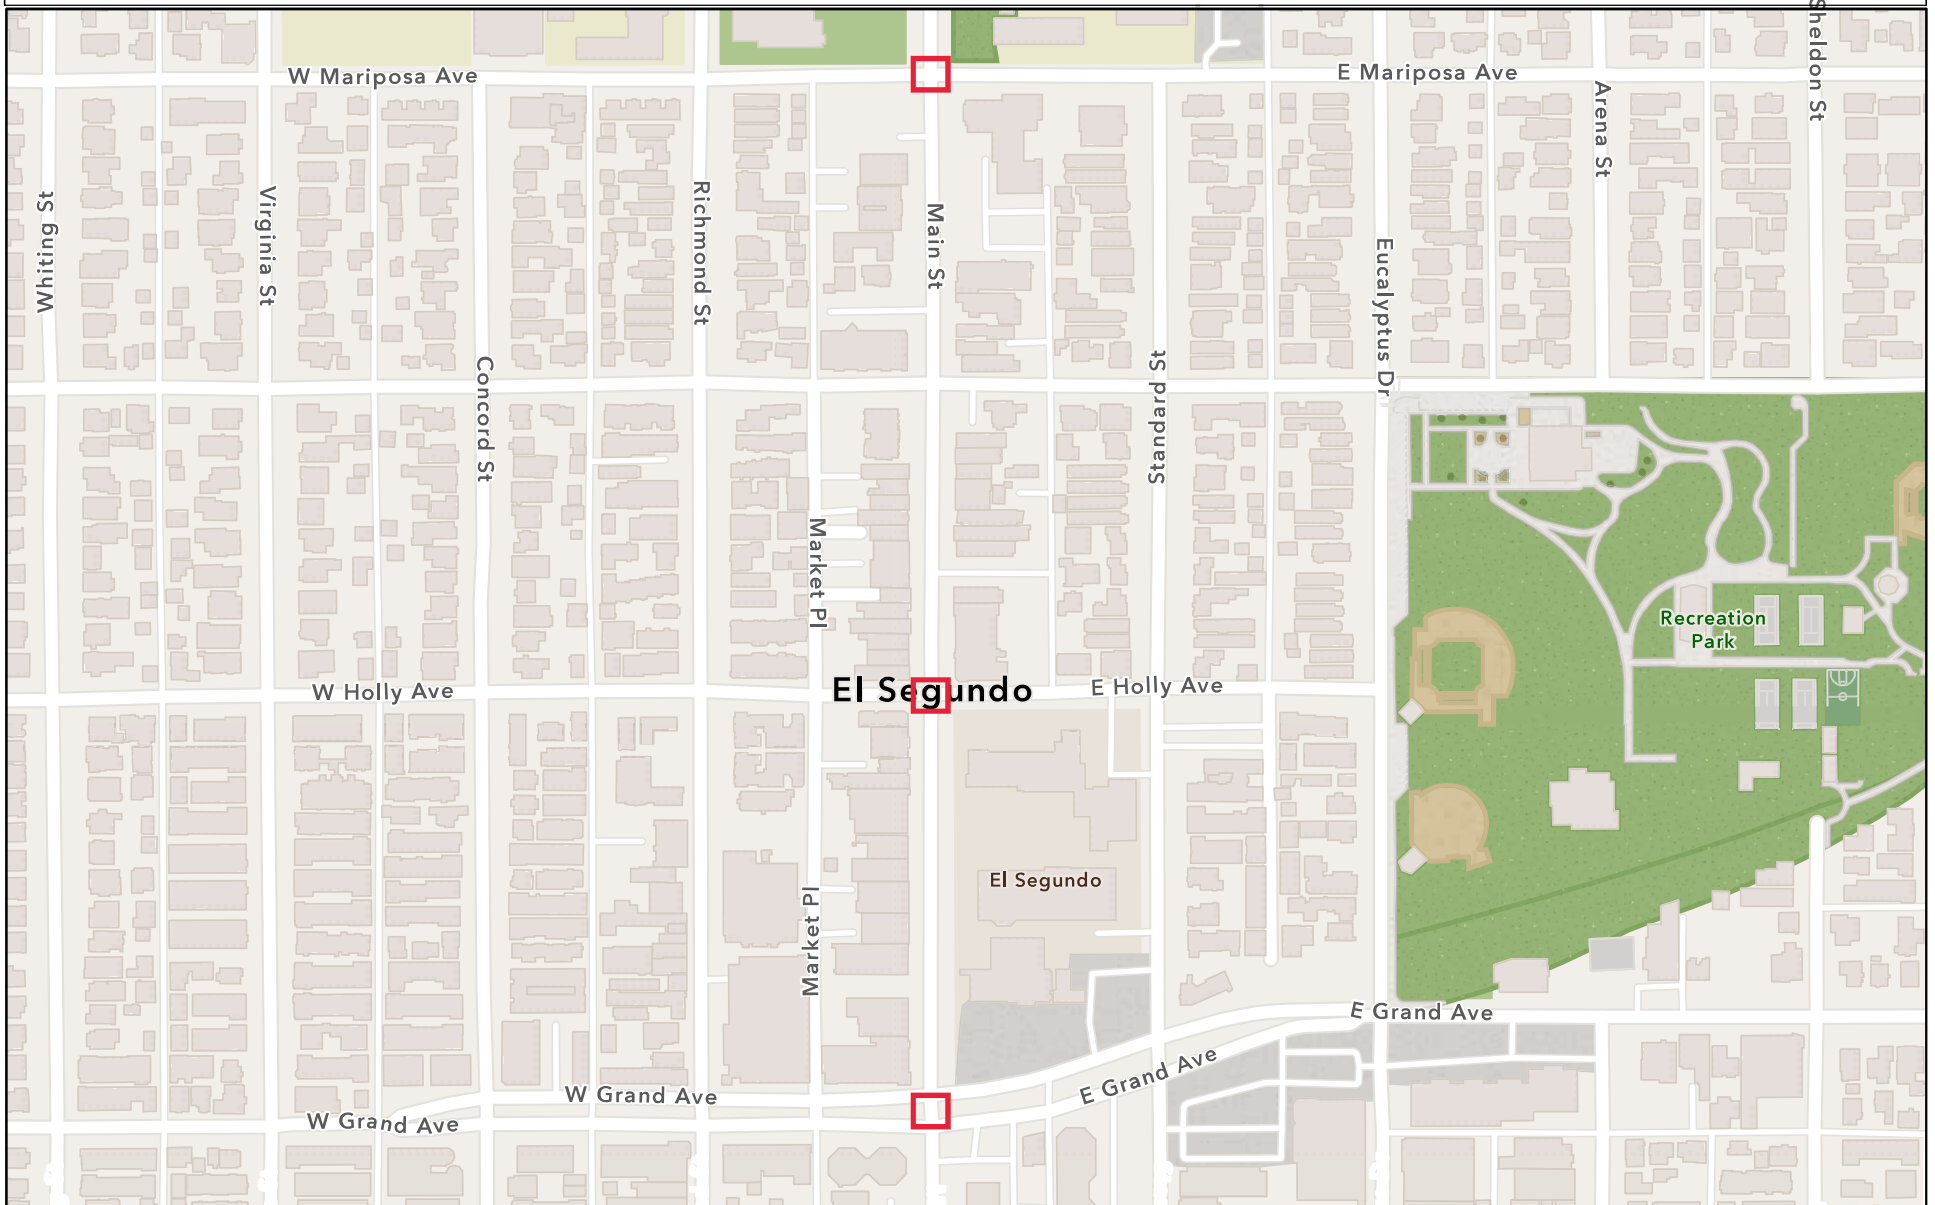 Sheldon St
W Mariposa Ave
E Mariposa Ave
Arena St
Whiting St
Virginia St
Richmond St
Main St
Eucalyptus Dr
Concord St
Standard St
Market Pl
Recreation
Park
W Holly Ave
El Segundo
E Holly Ave
El Segundo
Market Pl
E Grand Ave
E Grand Ave
W Grand Ave
W Grand Ave